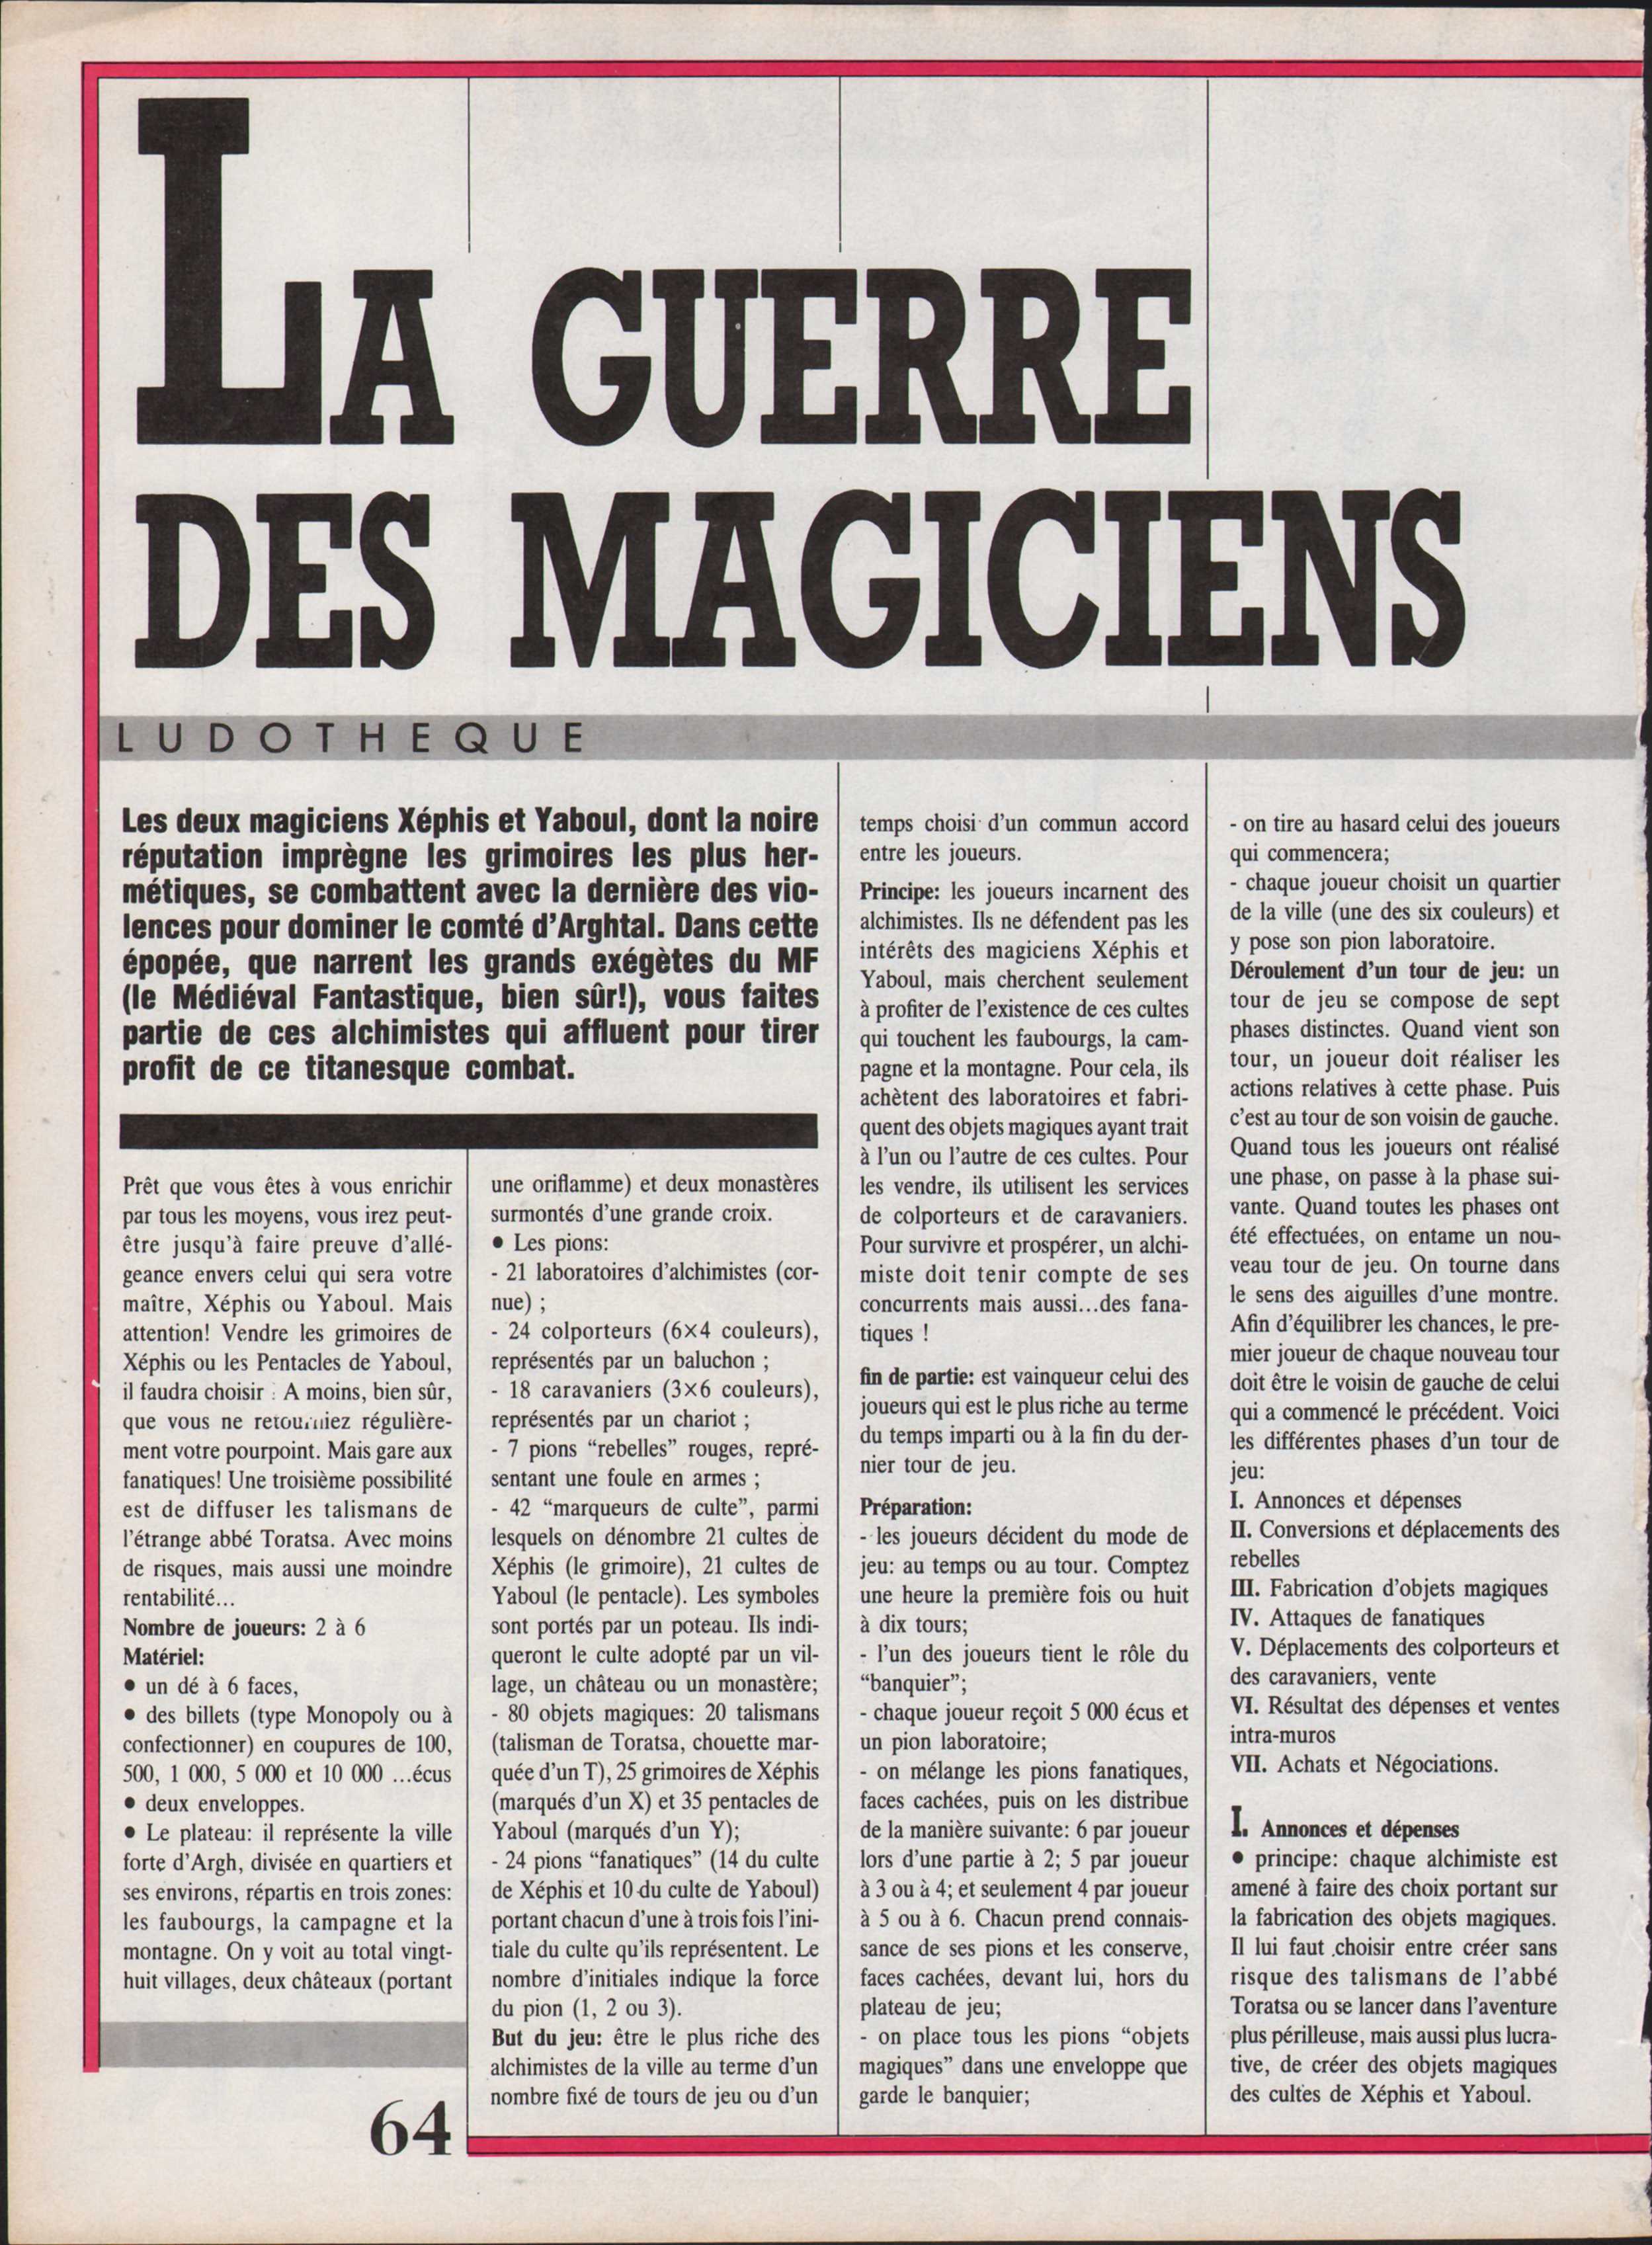 LA GUERRE
DES MAGICIENS
LUDOTHEQUE
Les deux magiciens Xéphis et Yaboul, dont la noire
réputation imprègne les grimoires les plus her-
métiques, se combattent avec la dernière des vio-
lences pour dominer le comté d'Arghtal. Dans cette
épopée, que narrent les grands exégètes du MF
(le Médiéval Fantastique, bien sûr!), vous faites
partie de ces alchimistes qui affluent pour tirer
profit de ce titanesque combat.
Prêt que vous êtes à vous enrichir
par tous les moyens, vous irez peut-
être jusqu'à faire preuve d'allé-
geance envers celui qui sera votre
maître, Xéphis ou Yaboul. Mais
attention! Vendre les grimoires de
Xéphis ou les Pentacles de Yaboul,
il faudra choisir : A moins, bien sûr,
que vous ne retourniez régulière-
ment votre pourpoint. Mais gare aux
fanatiques! Une troisième possibilité
est de diffuser les talismans de
l'étrange abbé Toratsa. Avec moins
de risques, mais aussi une moindre
rentabilité...
Nombre de joueurs: 2 à 6
Matériel:
● un dé à 6 faces,
● des billets (type Monopoly ou à
confectionner) en coupures de 100,
500, 1 000, 5 000 et 10 000 ...écus
● deux enveloppes.
● Le plateau: il représente la ville
forte d'Argh, divisée en quartiers et
ses environs, répartis en trois zones:
les faubourgs, la campagne et la
montagne. On y voit au total vingt-
huit villages, deux châteaux (portant
une oriflamme) et deux monastères
surmontés d'une grande croix.
● Les pions:
- 21 laboratoires d'alchimistes (cor-
nue) ;
- 24 colporteurs (6×4 couleurs),
représentés par un baluchon ;
- 18 caravaniers (3×6 couleurs),
représentés par un chariot ;
- 7 pions “rebelles” rouges, repré-
sentant une foule en armes ;
- 42 “marqueurs de culte”, parmi
lesquels on dénombre 21 cultes de
Xéphis (le grimoire), 21 cultes de
Yaboul (le pentacle). Les symboles
sont portés par un poteau. Ils indi-
queront le culte adopté par un vil-
lage, un château ou un monastère;
- 80 objets magiques: 20 talismans
(talisman de Toratsa, chouette mar-
quée d'un T), 25 grimoires de Xéphis
(marqués d'un X) et 35 pentacles de
Yaboul (marqués d'un Y);
- 24 pions “fanatiques” (14 du culte
de Xéphis et 10 du culte de Yaboul)
portant chacun d'une à trois fois l'ini-
tiale du culte qu'ils représentent. Le
nombre d'initiales indique la force
du pion (1, 2 ou 3).
But du jeu: être le plus riche des
alchimistes de la ville au terme d'un
nombre fixé de tours de jeu ou d'un
temps choisi d'un commun accord
entre les joueurs.
Principe: les joueurs incarnent des
alchimistes. Ils ne défendent pas les
intérêts des magiciens Xéphis et
Yaboul, mais cherchent seulement
à profiter de l'existence de ces cultes
qui touchent les faubourgs, la cam-
pagne et la montagne. Pour cela, ils
achètent des laboratoires et fabri-
quent des objets magiques ayant trait
à l'un ou l'autre de ces cultes. Pour
les vendre, ils utilisent les services
de colporteurs et de caravaniers.
Pour survivre et prospérer, un alchi-
miste doit tenir compte de ses
concurrents mais aussi...des fana-
tiques !
fin de partie: est vainqueur celui des
joueurs qui est le plus riche au terme
du temps imparti ou à la fin du der-
nier tour de jeu.
Préparation:
- les joueurs décident du mode de
jeu: au temps ou au tour. Comptez
une heure la première fois ou huit
à dix tours;
- l'un des joueurs tient le rôle du
“banquier”;
- chaque joueur reçoit 5 000 écus et
un pion laboratoire;
- on mélange les pions fanatiques,
faces cachées, puis on les distribue
de la manière suivante: 6 par joueur
lors d'une partie à 2; 5 par joueur
à 3 ou à 4; et seulement 4 par joueur
à 5 ou à 6. Chacun prend connais-
sance de ses pions et les conserve,
faces cachées, devant lui, hors du
plateau de jeu;
- on place tous les pions “objets
magiques” dans une enveloppe que
garde le banquier;
- on tire au hasard celui des joueurs
qui commencera;
- chaque joueur choisit un quartier
de la ville (une des six couleurs) et
y pose son pion laboratoire.
Déroulement d'un tour de jeu: un
tour de jeu se compose de sept
phases distinctes. Quand vient son
tour, un joueur doit réaliser les
actions relatives à cette phase. Puis
c'est au tour de son voisin de gauche.
Quand tous les joueurs ont réalisé
une phase, on passe à la phase sui-
vante. Quand toutes les phases ont
été effectuées, on entame un nou-
veau tour de jeu. On tourne dans
le sens des aiguilles d'une montre.
Afin d'équilibrer les chances, le pre-
mier joueur de chaque nouveau tour
doit être le voisin de gauche de celui
qui a commencé le précédent. Voici
les différentes phases d'un tour de
jeu:
I. Annonces et dépenses
II. Conversions et déplacements des
rebelles
III. Fabrication d'objets magiques
IV. Attaques de fanatiques
V. Déplacements des colporteurs et
des caravaniers, vente
VI. Résultat des dépenses et ventes
intra-muros
VII. Achats et Négociations.
I. Annonces et dépenses
● principe: chaque alchimiste est
amené à faire des choix portant sur
la fabrication des objets magiques.
Il lui faut choisir entre créer sans
risque des talismans de l'abbé
Toratsa ou se lancer dans l'aventure
plus périlleuse, mais aussi plus lucra-
tive, de créer des objets magiques
des cultes de Xéphis et Yaboul.
64